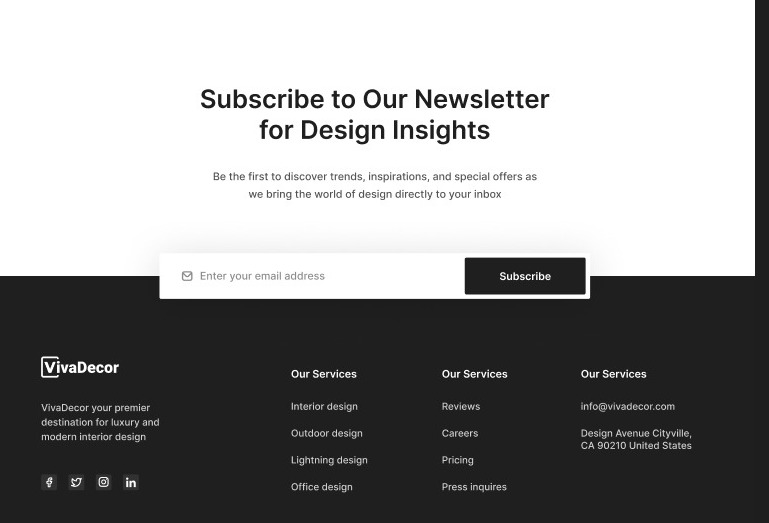 Subscribe to Our Newsletter
for Design Insights
Be the first to discover trends, inspirations, and special offers as
we bring the world of design directly to your inbox
Enter your email address
Subscribe
VivaDecor
VivaDecor your premier
destination for luxury and
modern interior design
Our Services
Interior design
Outdoor design
Lightning design
Office design
Our Services
Reviews
Careers
Pricing
Press inquires
Our Services
info@vivadecor.com
Design Avenue Cityville,
CA 90210 United States